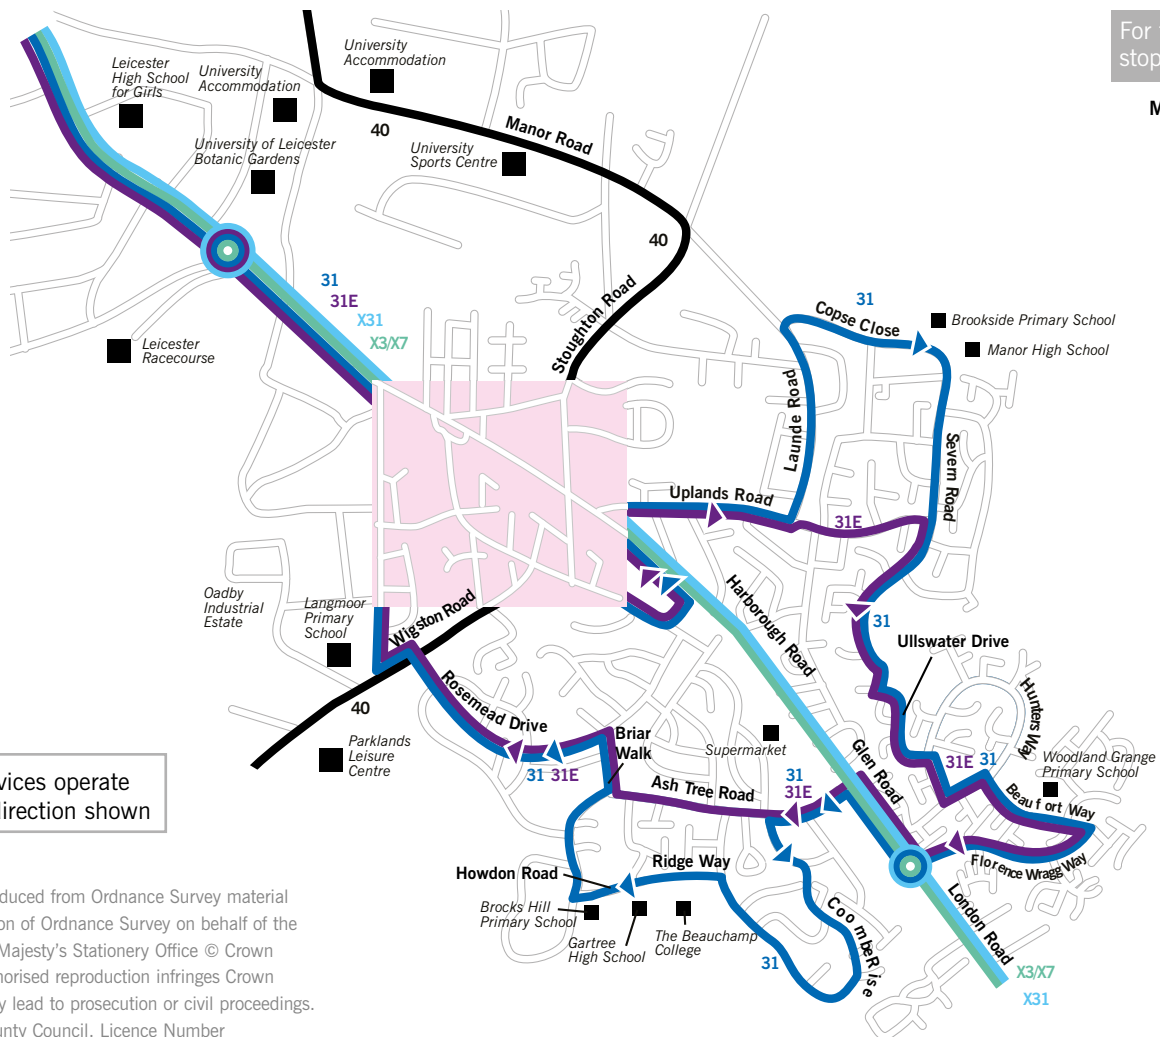 For
stop
M
University
Accommodation
Leicester
High School
for Girls
University
Accommodation
40
Manor Road
University of Leicester
Botanic Gardens
University
Sports Centre
40
31
31E
X31
X3/X7
Stoughton Road
31
Copse Close
Brookside Primary School
Manor High School
Leicester
Racecourse
Launde Road
Severn Road
Uplands Road
31E
Oadby
Industrial
Estate
Langmoor
Primary
School
Wigston Road
Harborough Road
31
Ullswater Drive
Hunters Way
40
Rosemead Drive
Parklands
Leisure
Centre
Briar
Walk
Supermarket
Glen Road
31 31E
31
31E
31E 31
Woodland Grange
Primary School
Ash Tree Road
Beaufort Way
vices operate
direction shown
Howdon Road
Ridge Way
Florence Wragg Way
Brocks Hill
Primary School
Gartree
High School
The Beauchamp
College
Coombe Rise
31
London Road
X3/X7
X31
duced from Ordnance Survey material
on of Ordnance Survey on behalf of the
Majesty's Stationery Office © Crown
horised reproduction infringes Crown
y lead to prosecution or civil proceedings.
unty Council. Licence Number